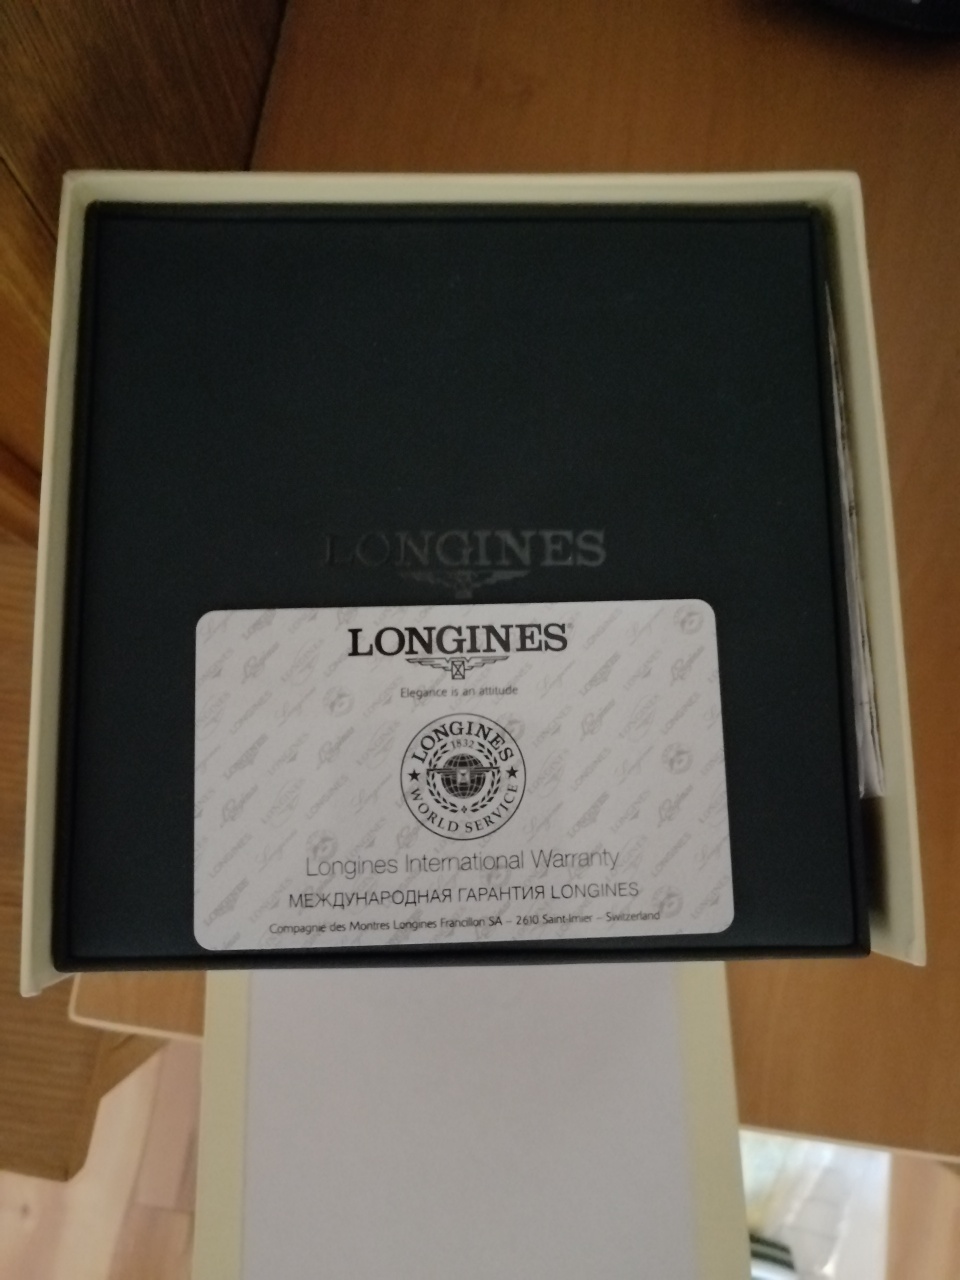 LONGINES
LONGINES
Elegance is an attitude
LONGINES
1832
WORLD SERVICE
Longines International Warranty
МЕЖДУНАРОДНАЯ ГАРАНТИЯ LONGINES
Compagnie des Montres Longines Francillon SA – 2610 Saint-Imier – Switzerland